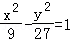 x²/9 - y²/27 = 1